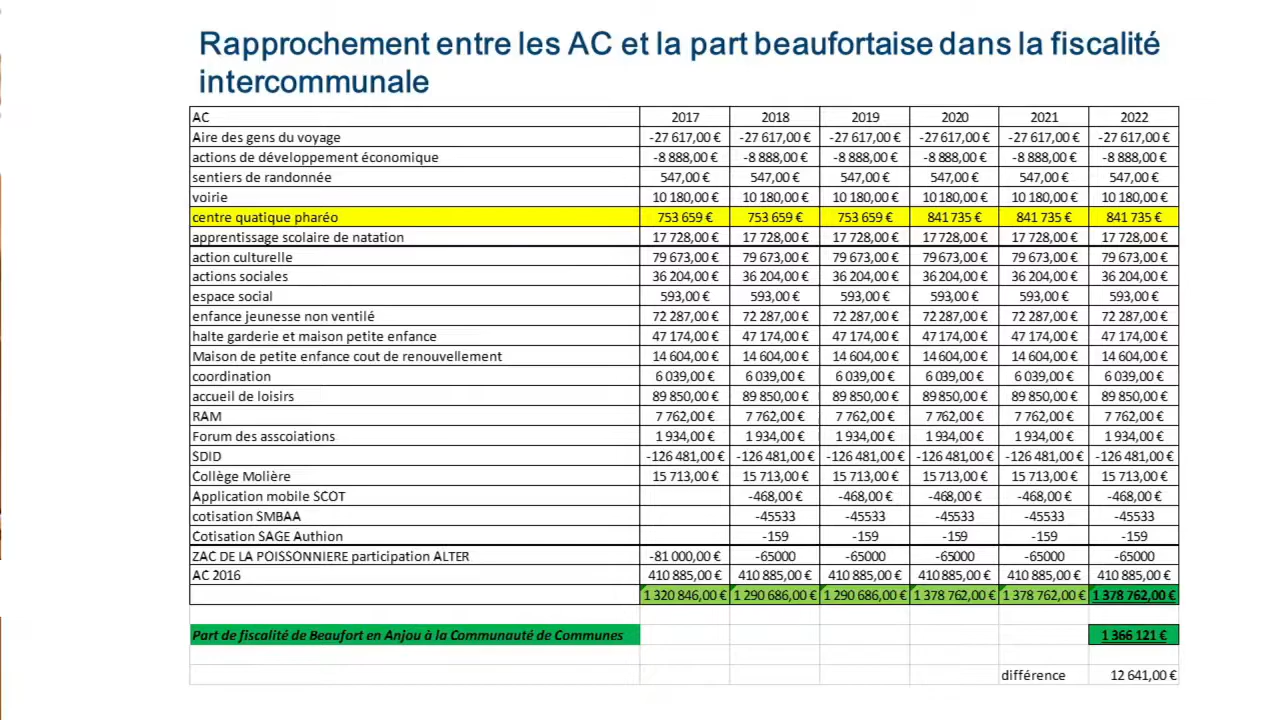 Rapprochement entre les AC et la part beaufortaise dans la fiscalité
intercommunale
AC 2017 2018 2019 2020 2021 2022
Aire des gens du voyage -27 617,00 € -27 617,00 € -27 617,00 € -27 617,00 € -27 617,00 € -27 617,00 €
actions de développement économique -8 888,00 € -8 888,00 € -8 888,00 € -8 888,00 € -8 888,00 € -8 888,00 €
sentiers de randonnée 547,00 € 547,00 € 547,00 € 547,00 € 547,00 € 547,00 €
voirie 10 180,00 € 10 180,00 € 10 180,00 € 10 180,00 € 10 180,00 € 10 180,00 €
centre quatique pharéo 753 659 € 753 659 € 753 659 € 841 735 € 841 735 € 841 735 €
apprentissage scolaire de natation 17 728,00 € 17 728,00 € 17 728,00 € 17 728,00 € 17 728,00 € 17 728,00 €
action culturelle 79 673,00 € 79 673,00 € 79 673,00 € 79 673,00 € 79 673,00 € 79 673,00 €
actions sociales 36 204,00 € 36 204,00 € 36 204,00 € 36 204,00 € 36 204,00 € 36 204,00 €
espace social 593,00 € 593,00 € 593,00 € 593,00 € 593,00 € 593,00 €
enfance jeunesse non ventilé 72 287,00 € 72 287,00 € 72 287,00 € 72 287,00 € 72 287,00 € 72 287,00 €
halte garderie et maison petite enfance 47 174,00 € 47 174,00 € 47 174,00 € 47 174,00 € 47 174,00 € 47 174,00 €
Maison de petite enfance cout de renouvellement 14 604,00 € 14 604,00 € 14 604,00 € 14 604,00 € 14 604,00 € 14 604,00 €
coordination 6 039,00 € 6 039,00 € 6 039,00 € 6 039,00 € 6 039,00 € 6 039,00 €
accueil de loisirs 89 850,00 € 89 850,00 € 89 850,00 € 89 850,00 € 89 850,00 € 89 850,00 €
RAM 7 762,00 € 7 762,00 € 7 762,00 € 7 762,00 € 7 762,00 € 7 762,00 €
Forum des asscoiations 1 934,00 € 1 934,00 € 1 934,00 € 1 934,00 € 1 934,00 € 1 934,00 €
SDID -126 481,00 € -126 481,00 € -126 481,00 € -126 481,00 € -126 481,00 € -126 481,00 €
Collège Molière 15 713,00 € 15 713,00 € 15 713,00 € 15 713,00 € 15 713,00 € 15 713,00 €
Application mobile SCOT -468,00 € -468,00 € -468,00 € -468,00 € -468,00 €
cotisation SMBAA -45533 -45533 -45533 -45533 -45533
Cotisation SAGE Authion -159 -159 -159 -159 -159
ZAC DE LA POISSONNIERE participation ALTER -81 000,00 € -65000 -65000 -65000 -65000 -65000
AC 2016 410 885,00 € 410 885,00 € 410 885,00 € 410 885,00 € 410 885,00 € 410 885,00 €
1 320 846,00 € 1 290 686,00 € 1 290 686,00 € 1 378 762,00 € 1 378 762,00 € 1 378 762,00 €
Part de fiscalité de Beaufort en Anjou à la Communauté de Communes 1 366 121 €
différence 12 641,00 €